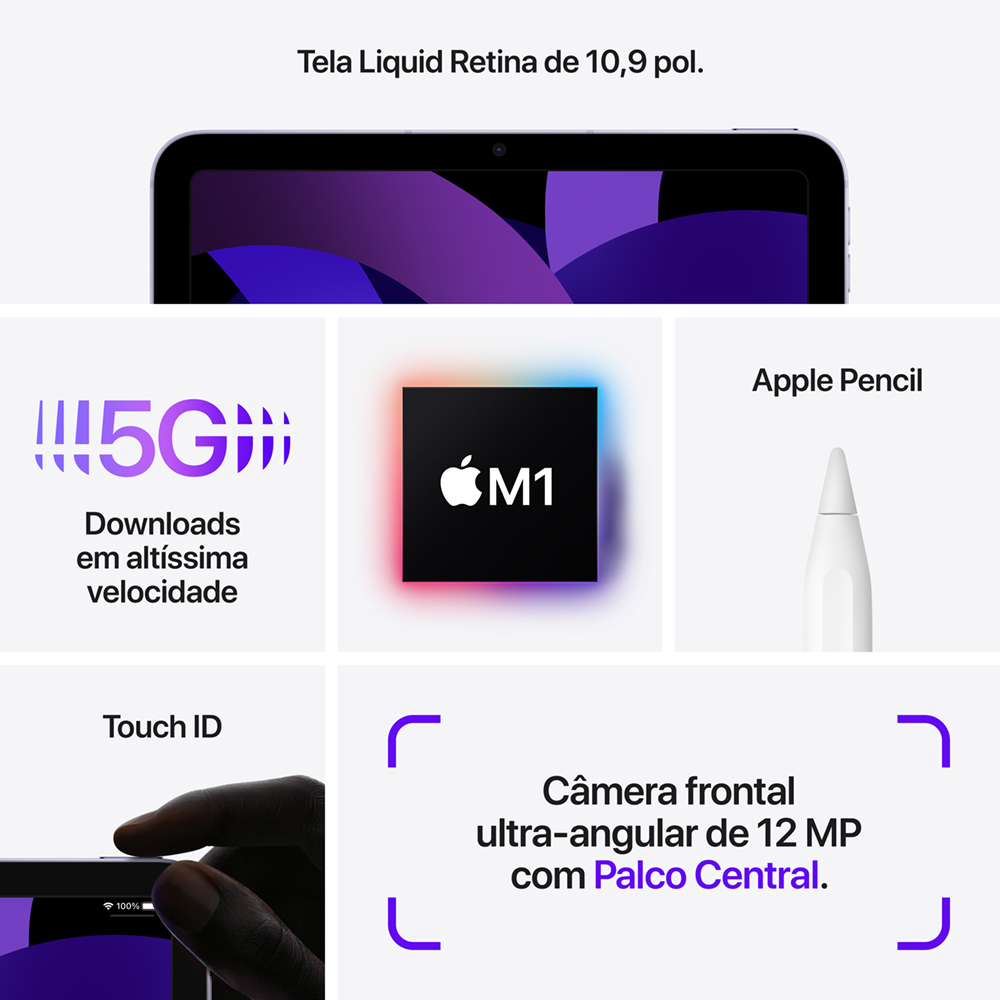 Tela Liquid Retina de 10,9 pol.
5G
Downloads
em altíssima
velocidade
M1
Apple Pencil
Touch ID
100%
Câmera frontal
ultra-angular de 12 MP
com Palco Central.